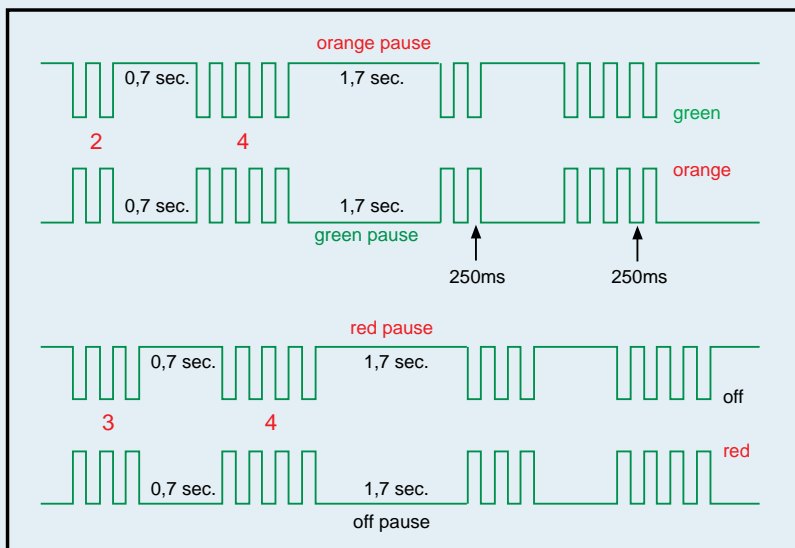 orange pause
0,7 sec. 1,7 sec.
green
2 4
orange
0,7 sec. 1,7 sec.
green pause
250ms 250ms
red pause
0,7 sec. 1,7 sec.
off
3 4
red
0,7 sec. 1,7 sec.
off pause